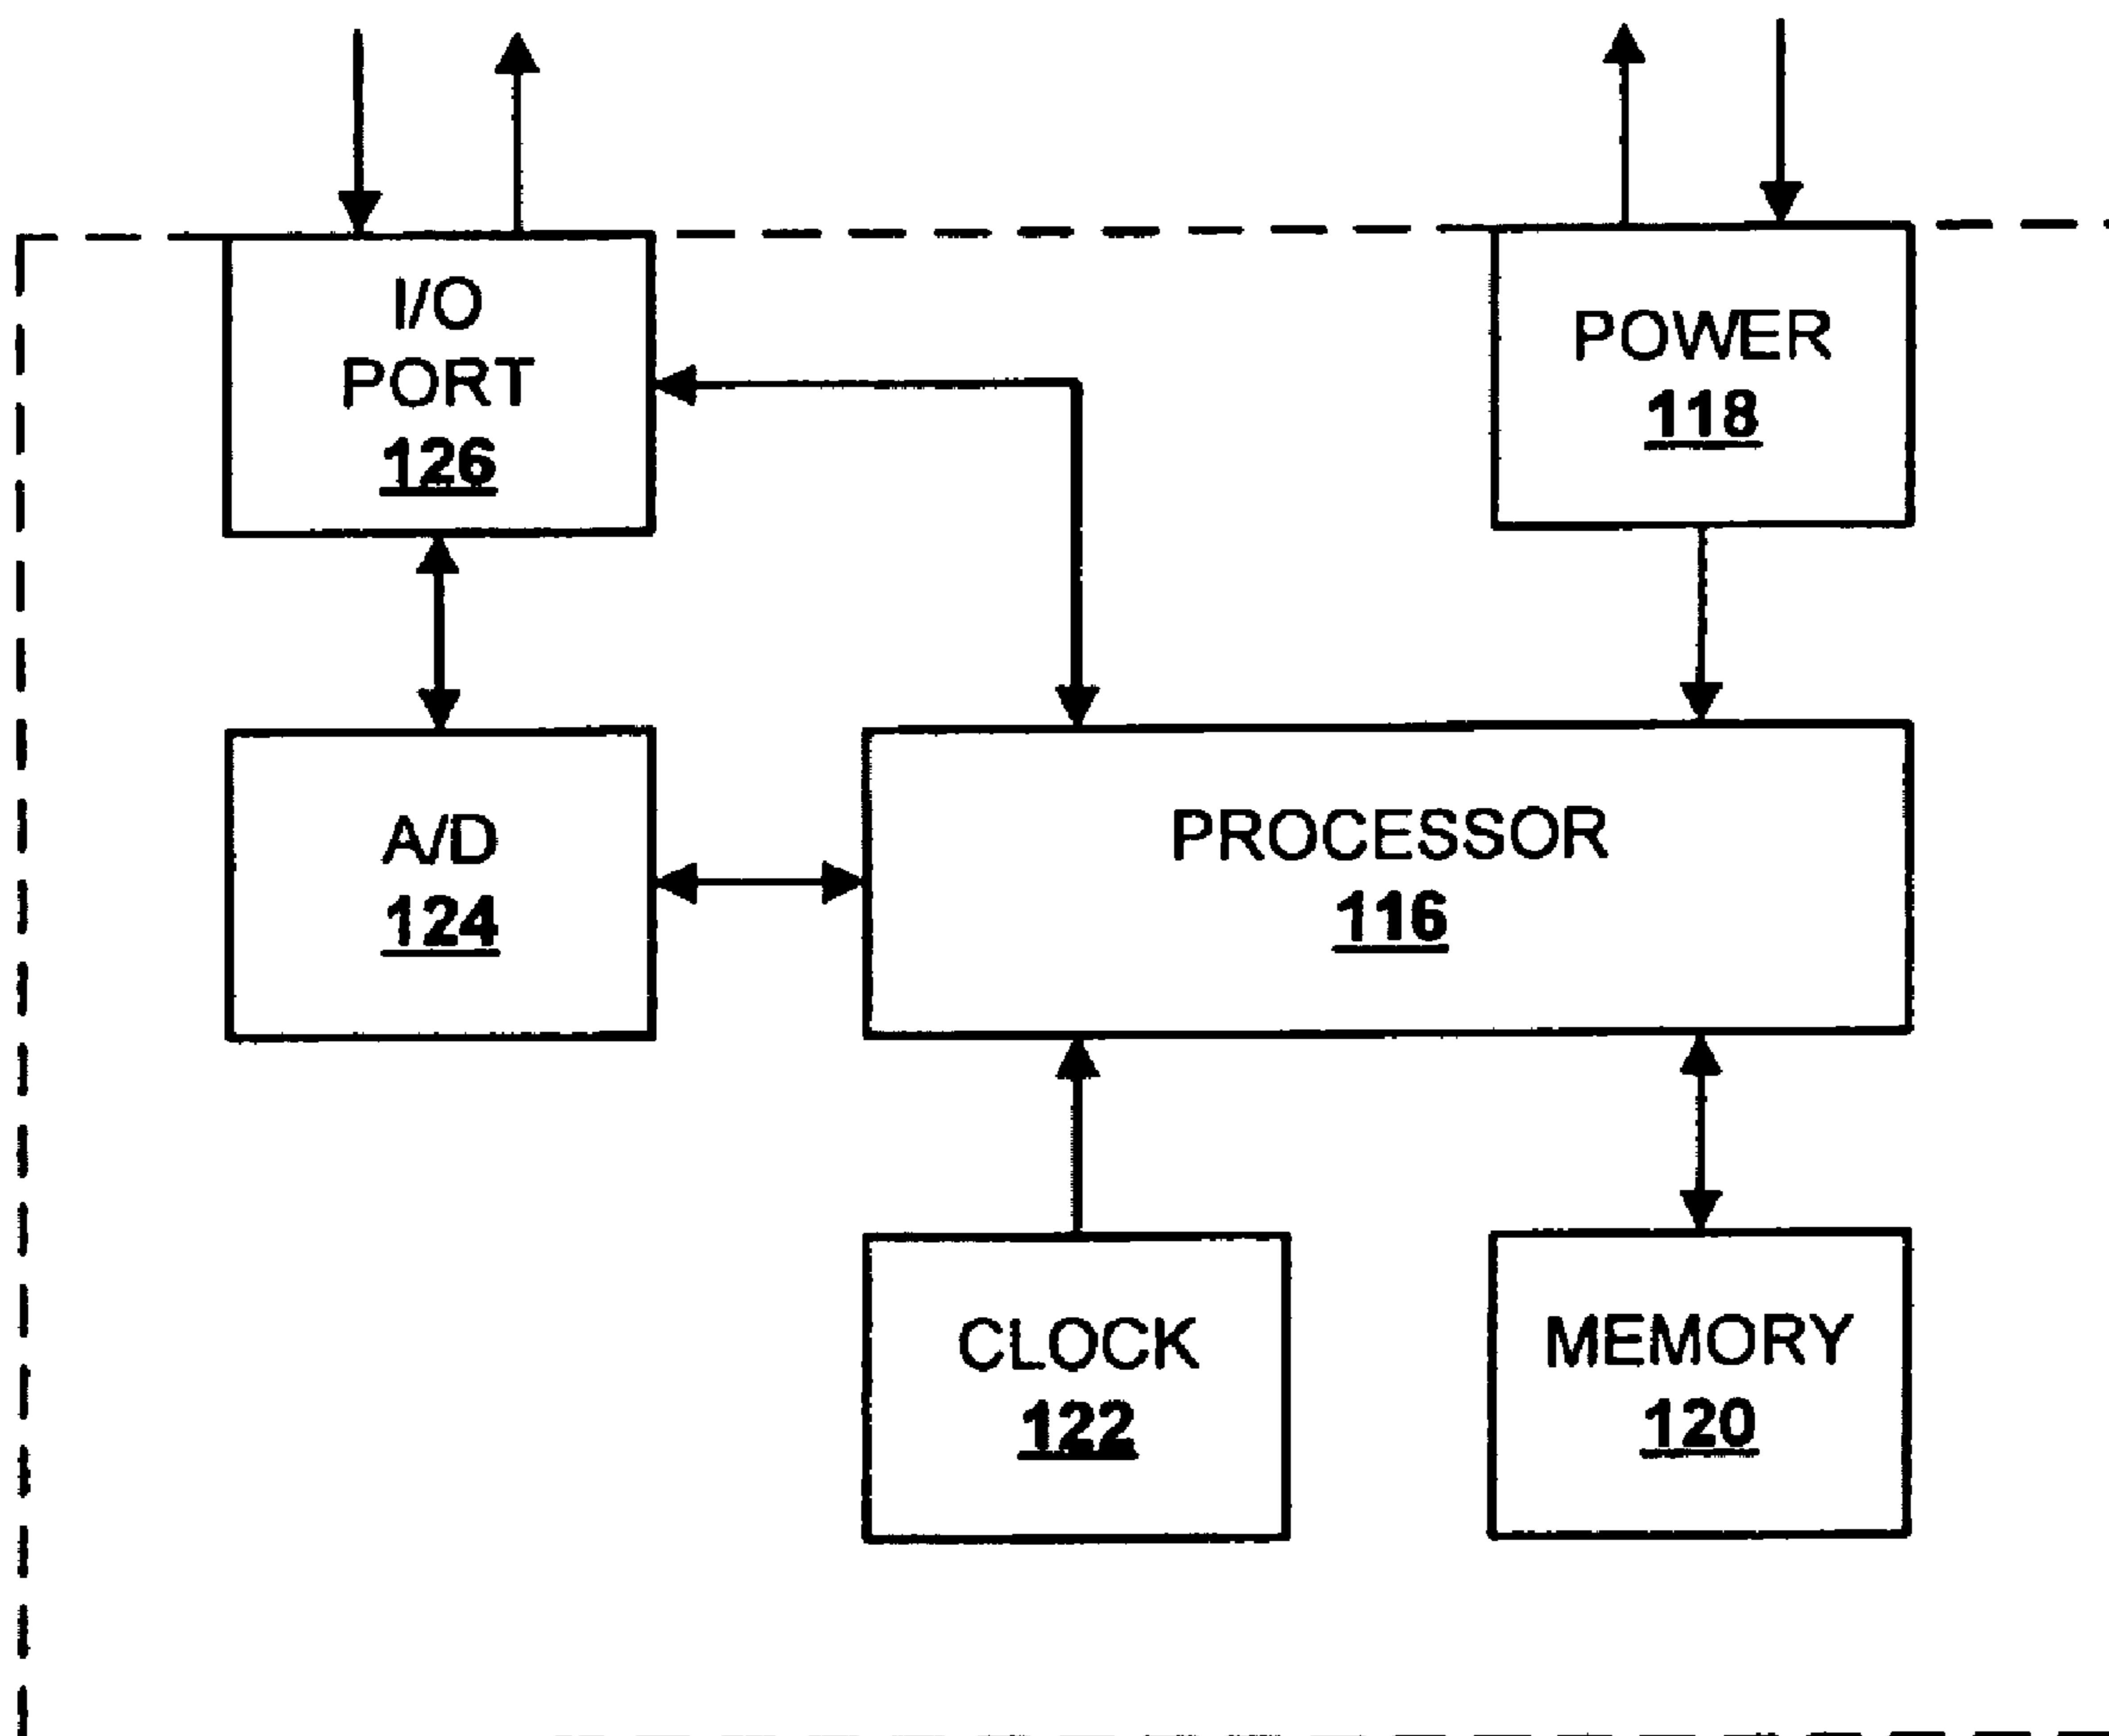 I/O
PORT
126
POWER
118
A/D
124
PROCESSOR
116
CLOCK
122
MEMORY
120